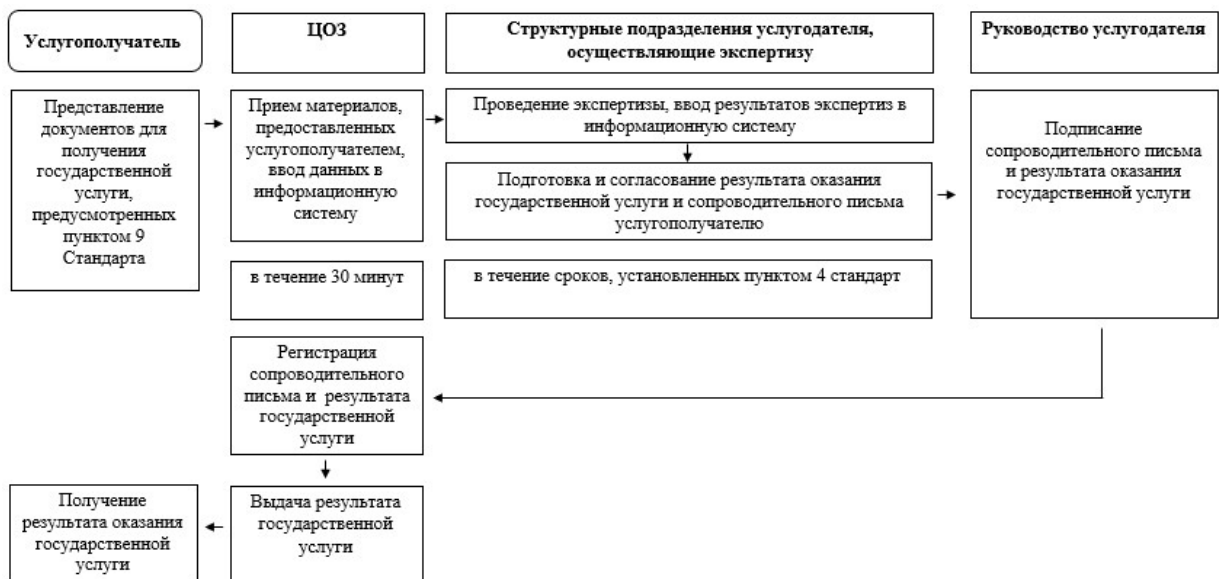 Услугополучатель
ЦОЗ
Структурные подразделения услугодателя,
осуществляющие экспертизу
Руководство услугодателя
Представление
документов для
получения
государственной
услуги,
предусмотренных
пунктом 9
Стандарта
Прием материалов,
предоставленных
услугополучателем,
ввод данных в
информационную
систему
Проведение экспертизы, ввод результатов экспертиз в
информационную систему
Подготовка и согласование результата оказания
государственной услуги и сопроводительного письма
услугополучателю
Подписание
сопроводительного письма
и результата оказания
государственной услуги
в течение 30 минут
в течение сроков, установленных пунктом 4 стандарт
Регистрация
сопроводительного
письма и результата
государственной
услуги
Получение
результата оказания
государственной
услуги
Выдача результата
государственной
услуги